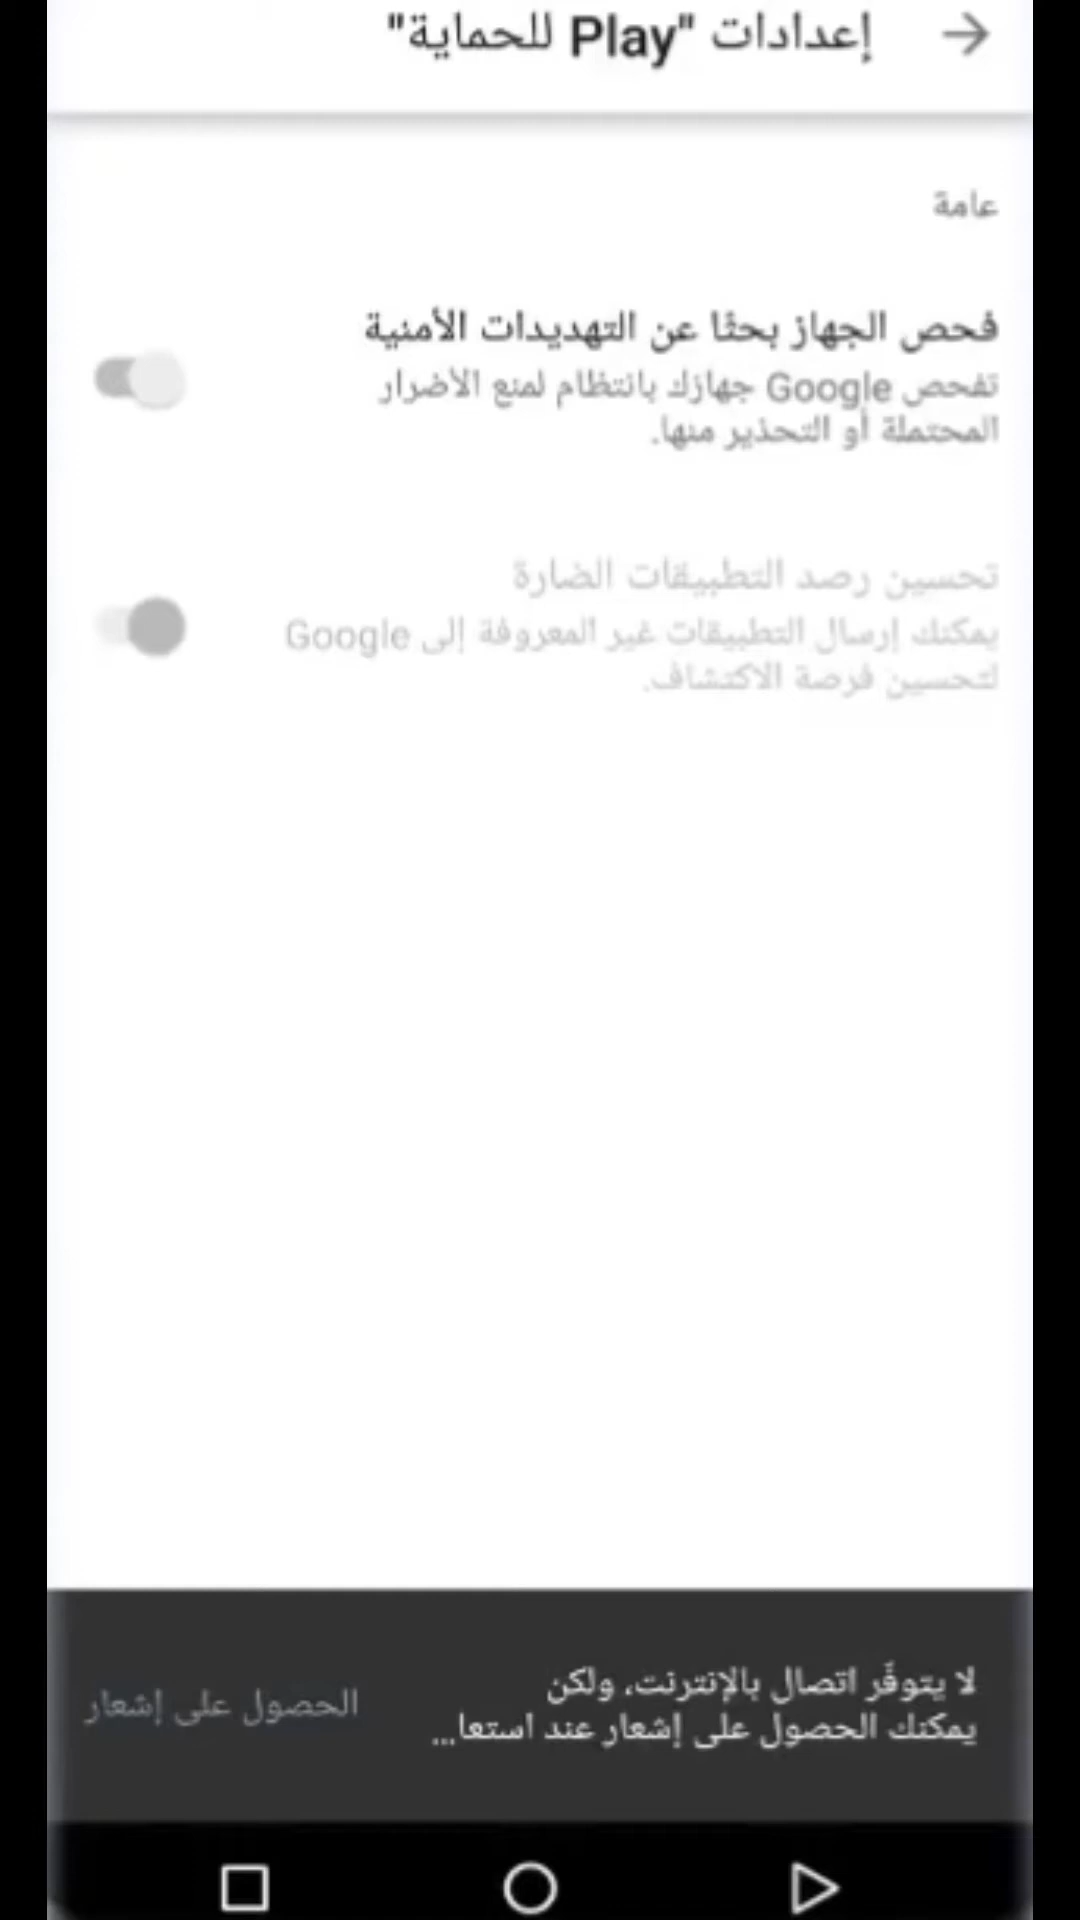 إعدادات "Play للحماية"
عامة
فحص الجهاز بحثًا عن التهديدات الأمنية
تفحص Google جهازك بانتظام لمنع الأضرار
المحتملة أو التحذير منها.
تحسين رصد التطبيقات الضارة
يمكنك إرسال التطبيقات غير المعروفة إلى Google
لتحسين فرصة الاكتشاف.
لا يتوفَّر اتصال بالإنترنت، ولكن
يمكنك الحصول على إشعار عند استعا...
الحصول على إشعار